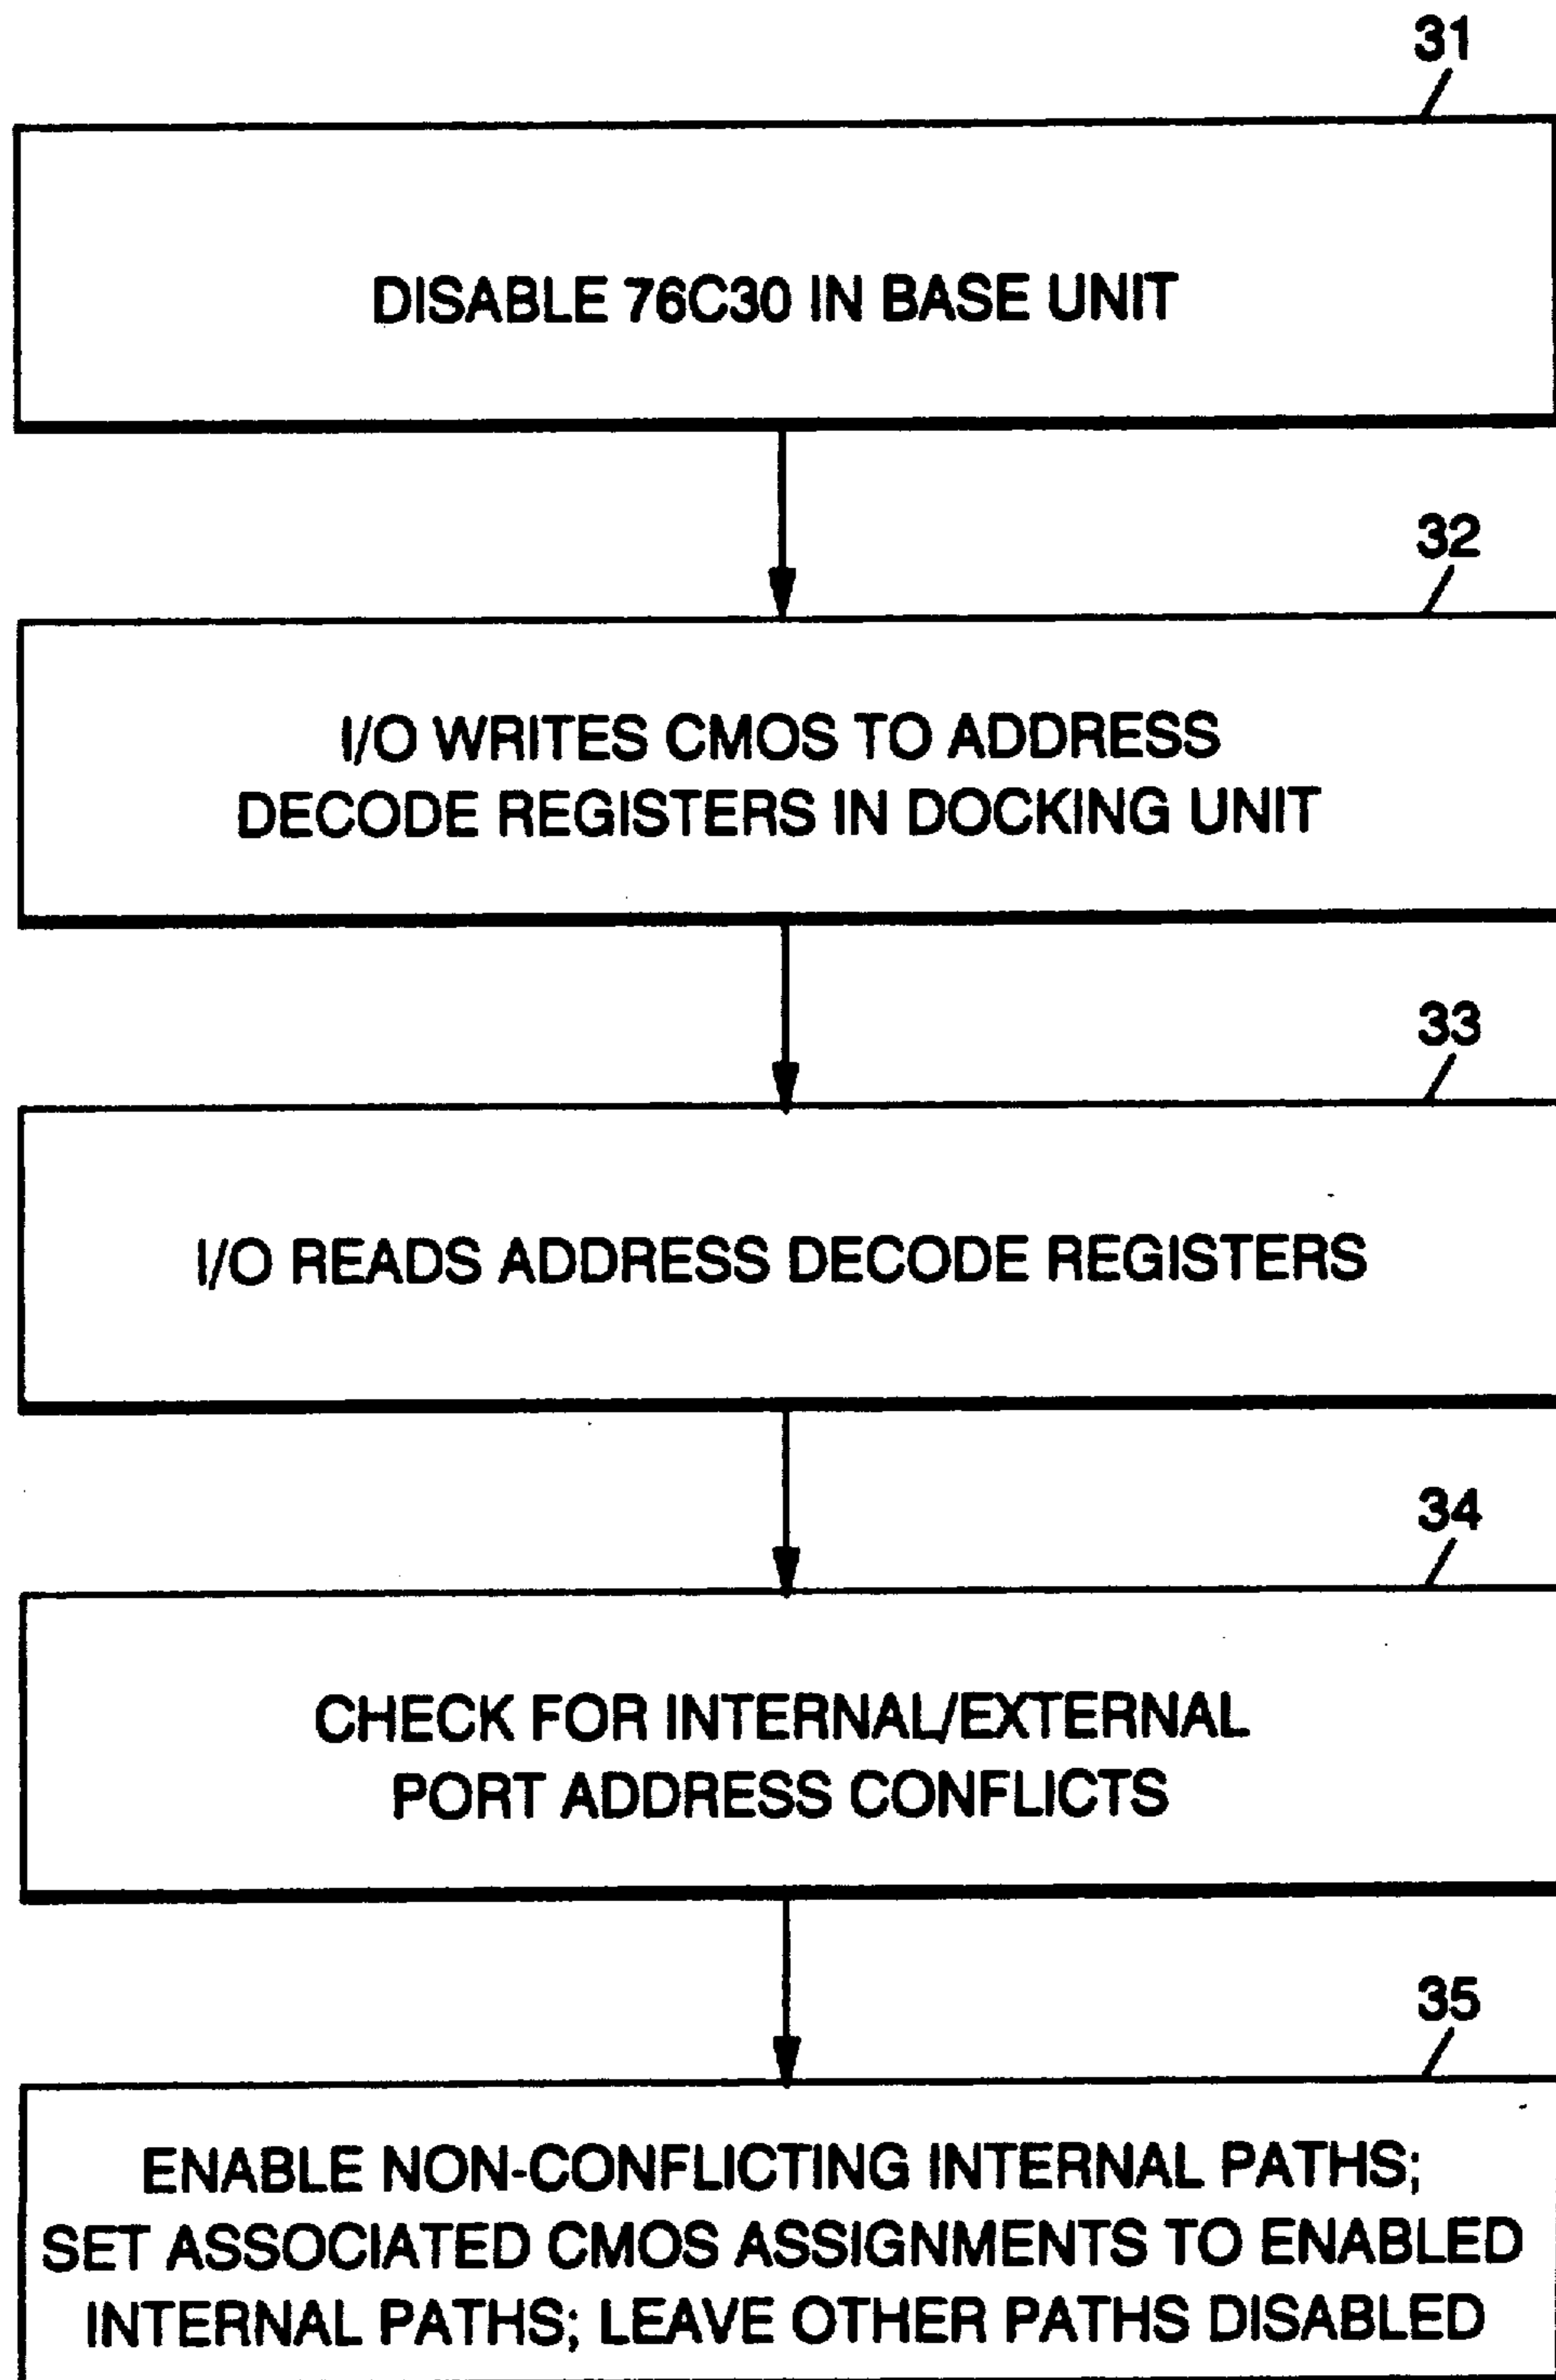 31
DISABLE 76C30 IN BASE UNIT
32
I/O WRITES CMOS TO ADDRESS
DECODE REGISTERS IN DOCKING UNIT
33
I/O READS ADDRESS DECODE REGISTERS
34
CHECK FOR INTERNAL/EXTERNAL
PORT ADDRESS CONFLICTS
35
ENABLE NON-CONFLICTING INTERNAL PATHS;
SET ASSOCIATED CMOS ASSIGNMENTS TO ENABLED
INTERNAL PATHS; LEAVE OTHER PATHS DISABLED